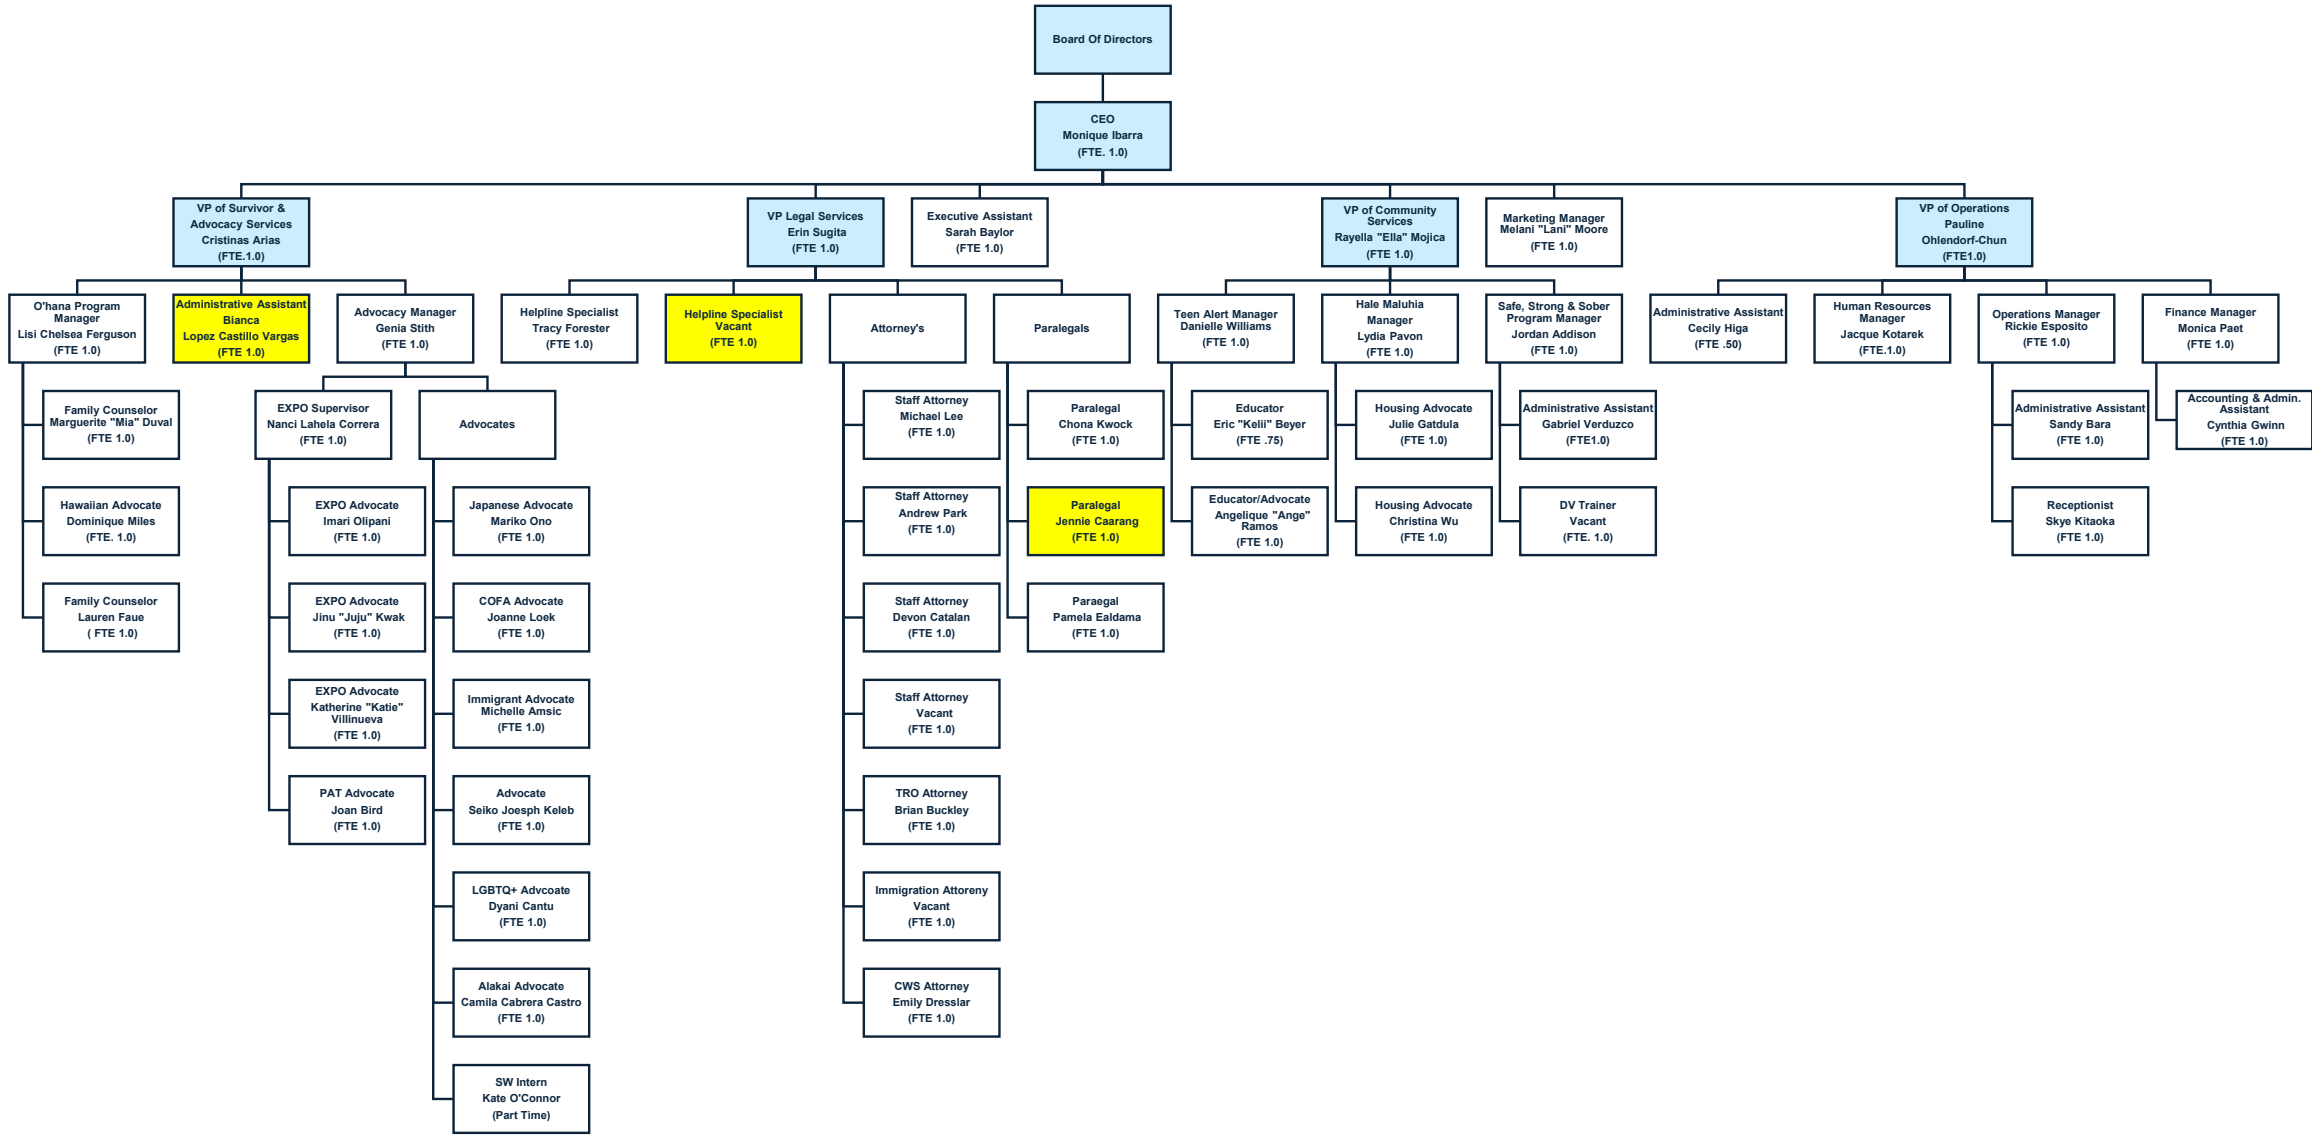 Board Of Directors
CEO
Monique Ibarra
(FTE. 1.0)
VP of Survivor &
Advocacy Services
Cristinas Arias
(FTE.1.0)
VP Legal Services
Erin Sugita
(FTE 1.0)
Executive Assistant
Sarah Baylor
(FTE 1.0)
VP of Community
Services
Rayella "Ella" Mojica
(FTE 1.0)
Marketing Manager
Melani "Lani" Moore
(FTE 1.0)
VP of Operations
Pauline
Ohlendorf-Chun
(FTE1.0)
O'hana Program
Manager
Lisi Chelsea Ferguson
(FTE 1.0)
Administrative Assistant
Bianca
Lopez Castillo Vargas
(FTE 1.0)
Advocacy Manager
Genia Stith
(FTE 1.0)
Helpline Specialist
Tracy Forester
(FTE 1.0)
Helpline Specialist
Vacant
(FTE 1.0)
Attorney's
Paralegals
Teen Alert Manager
Danielle Williams
(FTE 1.0)
Hale Maluhia
Manager
Lydia Pavon
(FTE 1.0)
Safe, Strong & Sober
Program Manager
Jordan Addison
(FTE 1.0)
Administrative Assistant
Cecily Higa
(FTE .50)
Human Resources
Manager
Jacque Kotarek
(FTE.1.0)
Operations Manager
Rickie Esposito
(FTE 1.0)
Finance Manager
Monica Paet
(FTE 1.0)
Family Counselor
Marguerite "Mia" Duval
(FTE 1.0)
EXPO Supervisor
Nanci Lahela Correra
(FTE 1.0)
Advocates
Staff Attorney
Michael Lee
(FTE 1.0)
Paralegal
Chona Kwock
(FTE 1.0)
Educator
Eric "Kelii" Beyer
(FTE .75)
Housing Advocate
Julie Gatdula
(FTE 1.0)
Administrative Assistant
Gabriel Verduzco
(FTE1.0)
Administrative Assistant
Sandy Bara
(FTE 1.0)
Accounting & Admin.
Assistant
Cynthia Gwinn
(FTE 1.0)
Hawaiian Advocate
Dominique Miles
(FTE. 1.0)
EXPO Advocate
Imari Olipani
(FTE 1.0)
Japanese Advocate
Mariko Ono
(FTE 1.0)
Staff Attorney
Andrew Park
(FTE 1.0)
Paralegal
Jennie Caarang
(FTE 1.0)
Educator/Advocate
Angelique "Ange"
Ramos
(FTE 1.0)
Housing Advocate
Christina Wu
(FTE 1.0)
DV Trainer
Vacant
(FTE. 1.0)
Receptionist
Skye Kitaoka
(FTE 1.0)
Family Counselor
Lauren Faue
( FTE 1.0)
EXPO Advocate
Jinu "Juju" Kwak
(FTE 1.0)
COFA Advocate
Joanne Loek
(FTE 1.0)
Staff Attorney
Devon Catalan
(FTE 1.0)
Paraegal
Pamela Ealdama
(FTE 1.0)
EXPO Advocate
Katherine "Katie"
Villinueva
(FTE 1.0)
Immigrant Advocate
Michelle Amsic
(FTE 1.0)
Staff Attorney
Vacant
(FTE 1.0)
PAT Advocate
Joan Bird
(FTE 1.0)
Advocate
Seiko Joesph Keleb
(FTE 1.0)
TRO Attorney
Brian Buckley
(FTE 1.0)
LGBTQ+ Advcoate
Dyani Cantu
(FTE 1.0)
Immigration Attoreny
Vacant
(FTE 1.0)
Alakai Advocate
Camila Cabrera Castro
(FTE 1.0)
CWS Attorney
Emily Dresslar
(FTE 1.0)
SW Intern
Kate O'Connor
(Part Time)